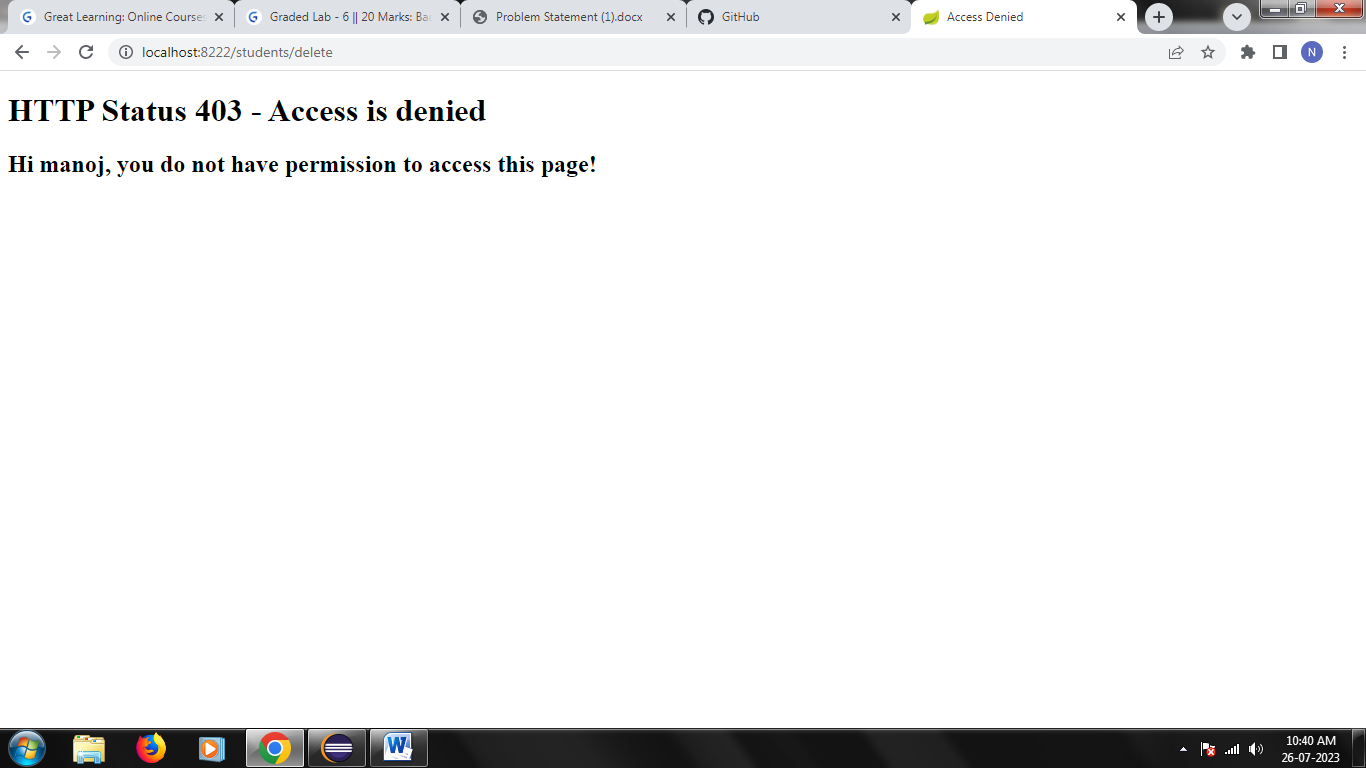 Great Learning: Online Courses
Graded Lab - 6 || 20 Marks: Ba
Problem Statement (1).docx
GitHub
Access Denied
localhost:8222/students/delete
N
HTTP Status 403 - Access is denied
Hi manoj, you do not have permission to access this page!
10:40 AM
26-07-2023